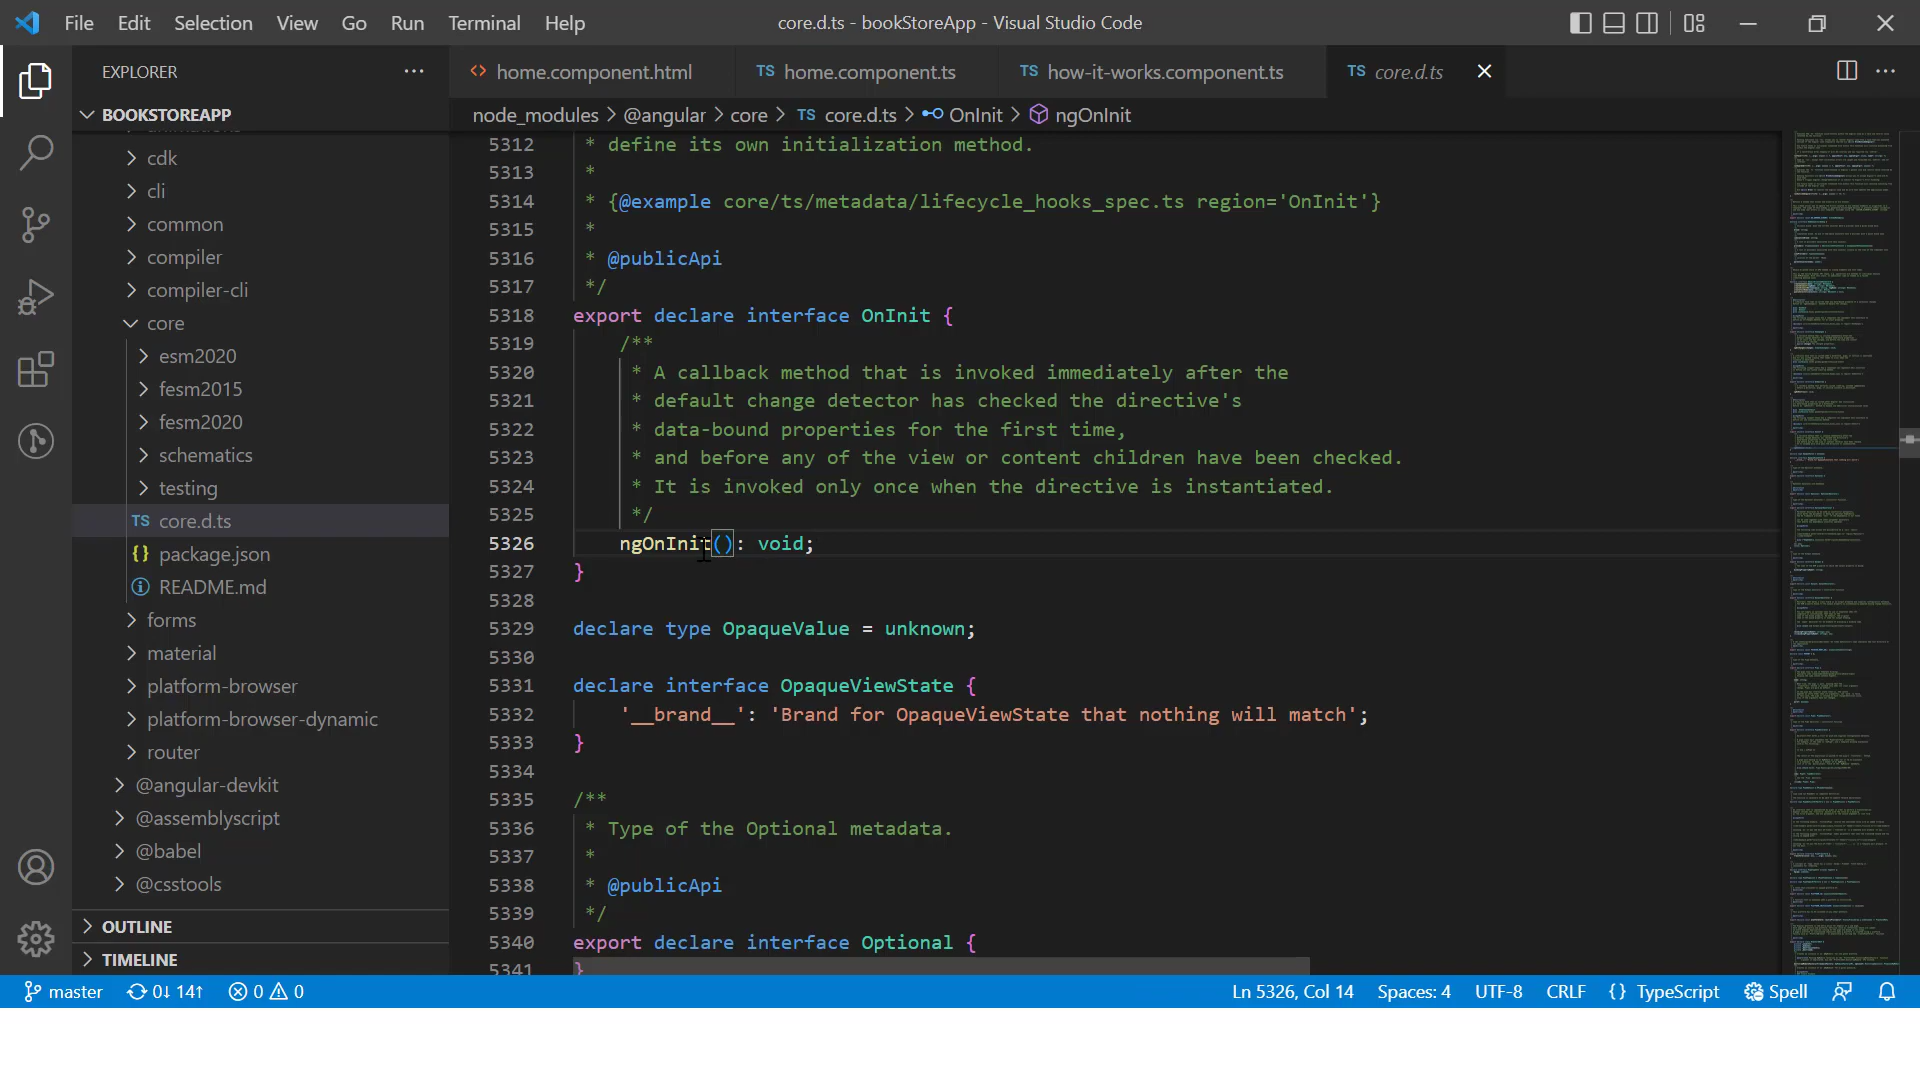 File Edit Selection View Go Run Terminal Help
core.d.ts - bookStoreApp - Visual Studio Code
EXPLORER
BOOKSTOREAPP
cdk
cli
common
compiler
compiler-cli
core
esm2020
fesm2015
fesm2020
schematics
testing
TS core.d.ts
{} package.json
README.md
forms
material
platform-browser
platform-browser-dynamic
router
@angular-devkit
@assemblyscript
@babel
@csstools
OUTLINE
TIMELINE
home.component.html
TS home.component.ts
TS how-it-works.component.ts
TS core.d.ts
node_modules > @angular > core > TS core.d.ts > OnInit > ngOnInit
5312 * define its own initialization method.
5313 *
5314 * {@example core/ts/metadata/lifecycle_hooks_spec.ts region='OnInit'}
5315 *
5316 * @publicApi
5317 */
5318 export declare interface OnInit {
5319 /**
5320 * A callback method that is invoked immediately after the
5321 * default change detector has checked the directive's
5322 * data-bound properties for the first time,
5323 * and before any of the view or content children have been checked.
5324 * It is invoked only once when the directive is instantiated.
5325 */
5326 ngOnInit(): void;
5327 }
5328
5329 declare type OpaqueValue = unknown;
5330
5331 declare interface OpaqueViewState {
5332 '__brand__': 'Brand for OpaqueViewState that nothing will match';
5333 }
5334
5335 /**
5336 * Type of the Optional metadata.
5337 *
5338 * @publicApi
5339 */
5340 export declare interface Optional {
5341 }
master 0↓ 14↑ 0 0
Ln 5326, Col 14 Spaces: 4 UTF-8 CRLF {} TypeScript Spell